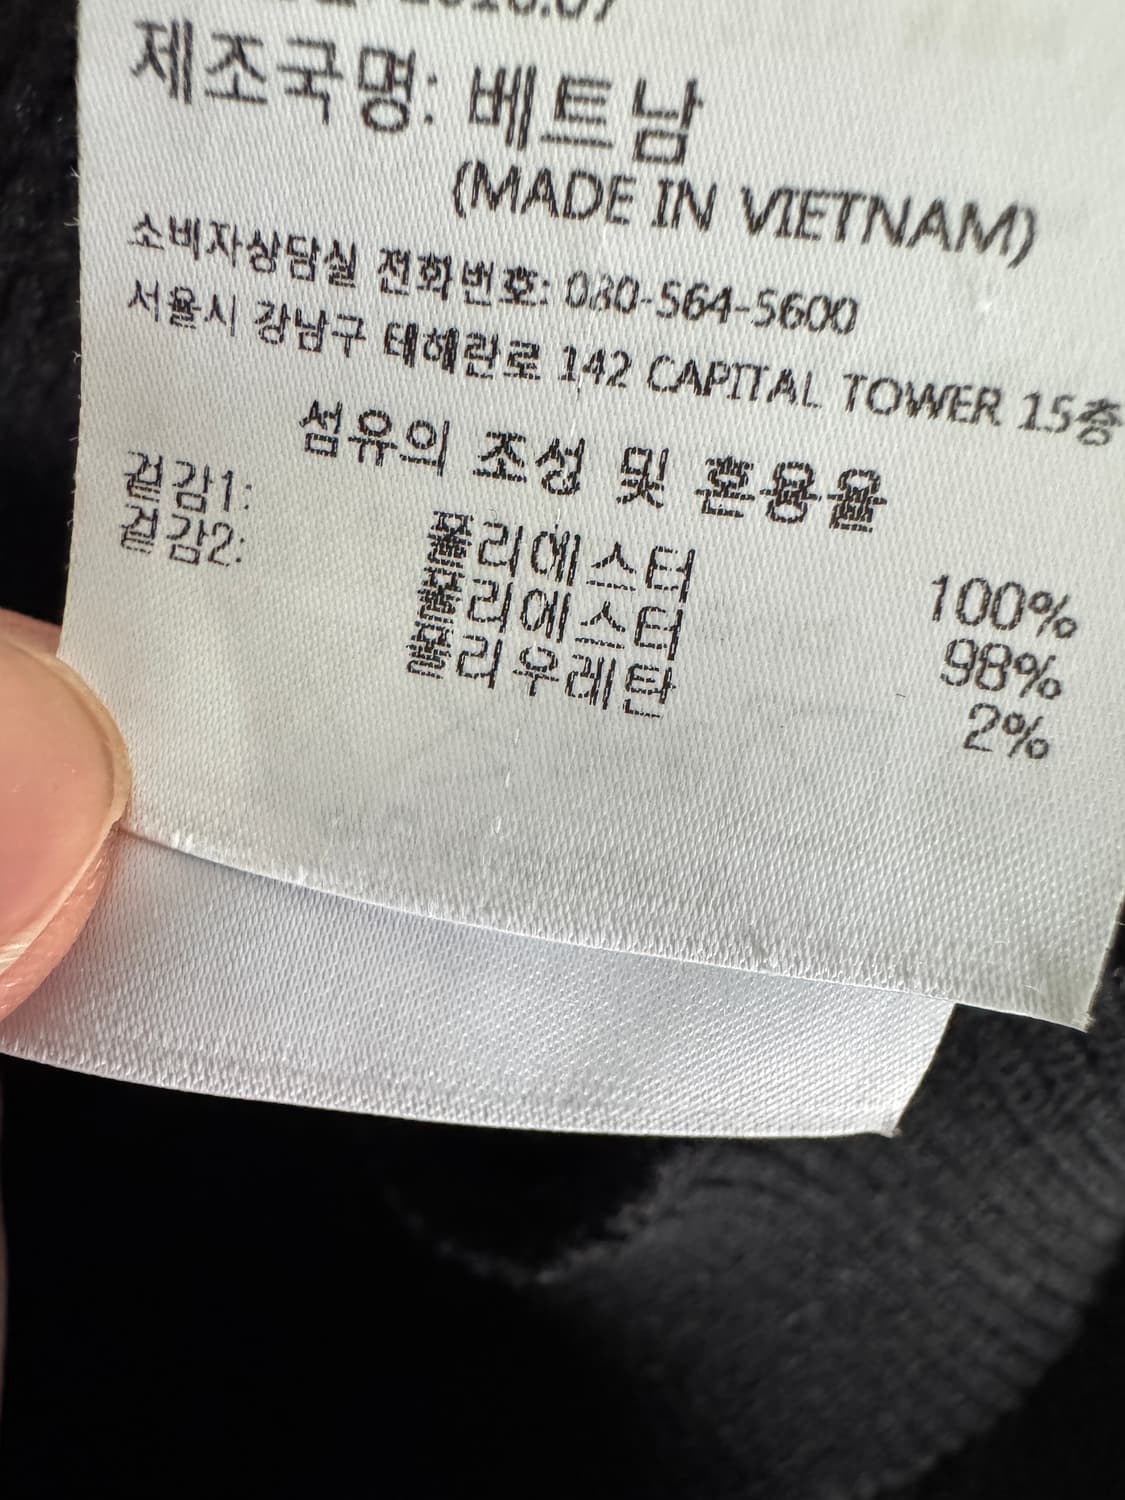 제조국명: 베트남
(MADE IN VIETNAM)
소비자상담실 전화번호: 080-564-5600
서울시 강남구 테헤란로 142 CAPITAL TOWER 15층
섬유의 조성 및 혼용율
겉감1: 폴리에스터 100%
겉감2: 폴리에스터 98%
폴리우레탄 2%